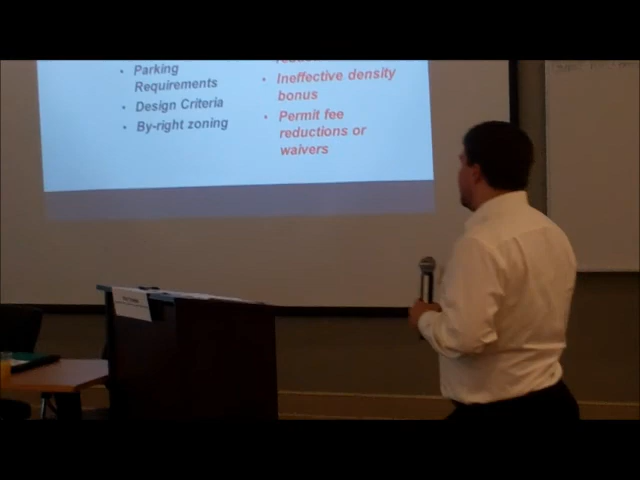 Parking
Requirements
Design Criteria
By-right zoning
Ineffective density
bonus
Permit fee
reductions or
waivers